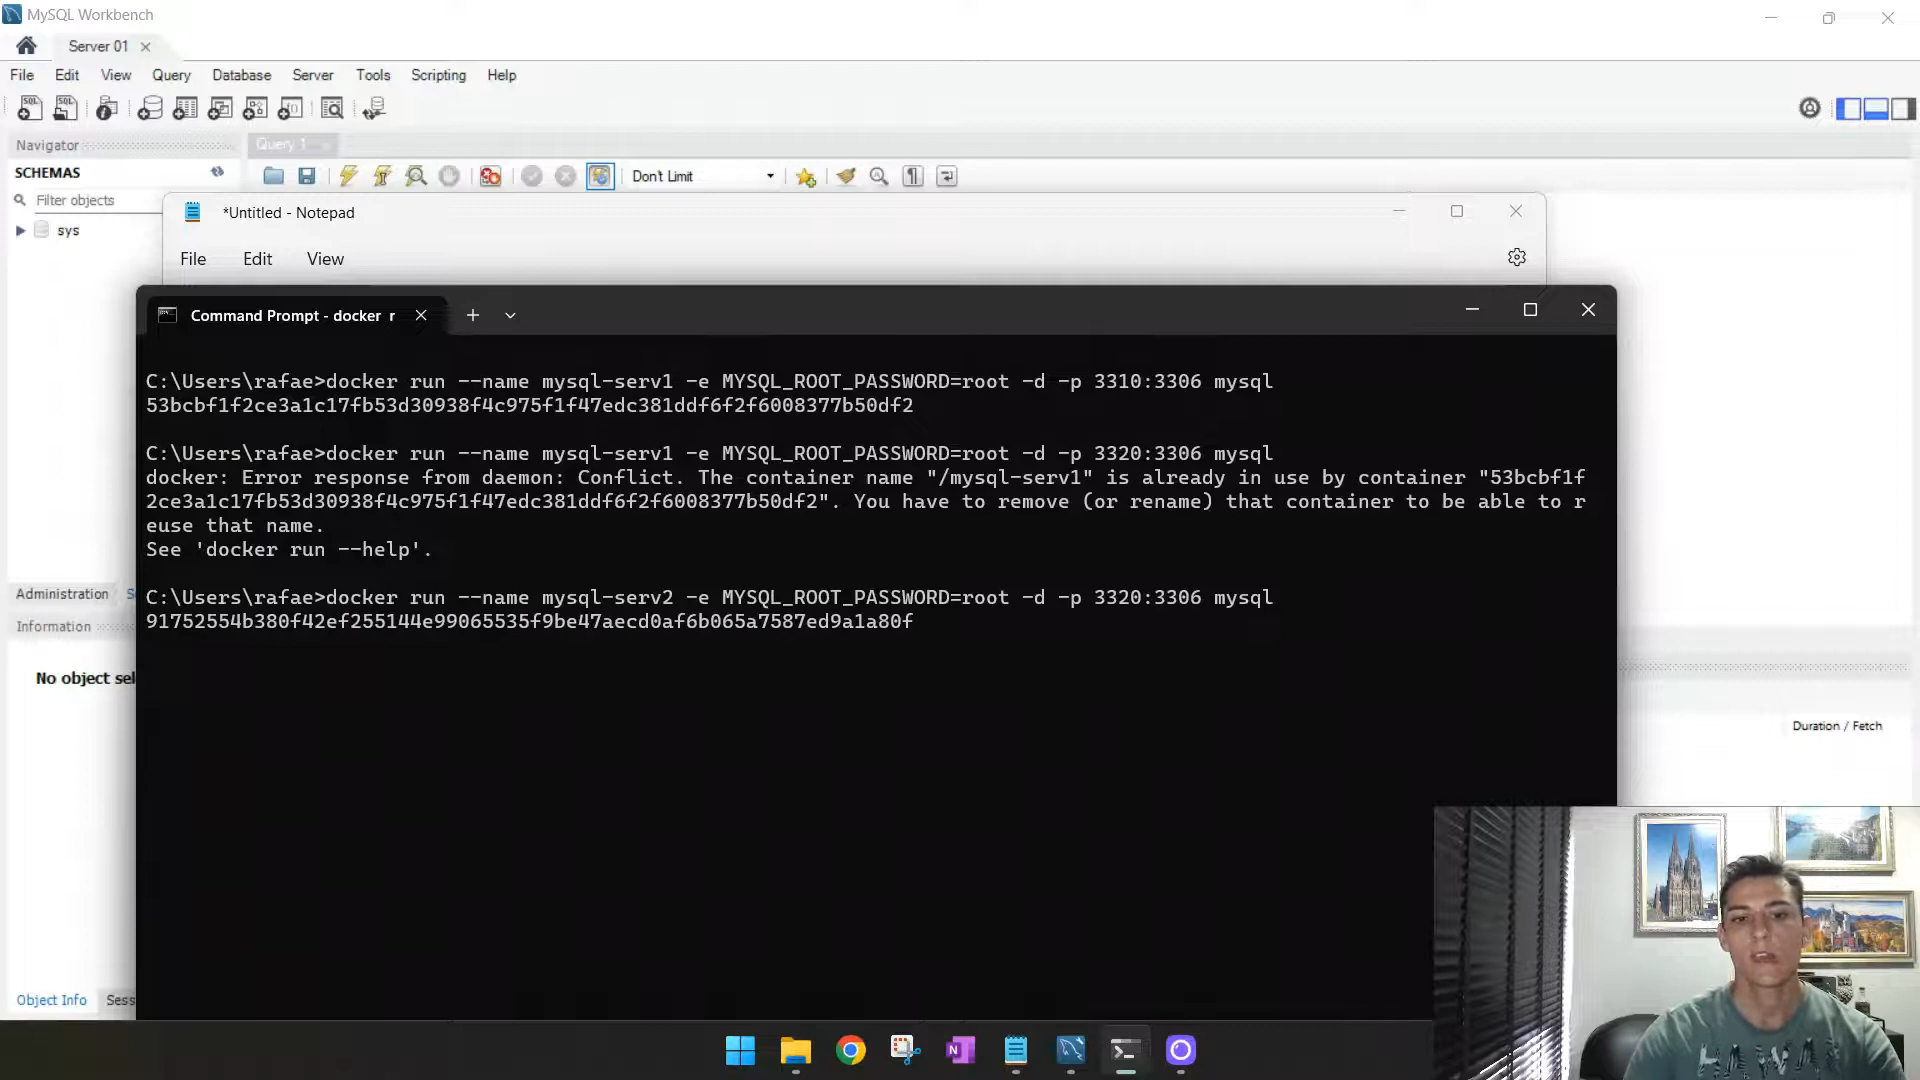 MySQL Workbench
Server 01
File Edit View Query Database Server Tools Scripting Help
Navigator
Query 1
SCHEMAS
Don't Limit
Filter objects
sys
*Untitled - Notepad
File Edit View
Command Prompt - docker r
C:\Users\rafae>docker run --name mysql-serv1 -e MYSQL_ROOT_PASSWORD=root -d -p 3310:3306 mysql
53bcbf1f2ce3a1c17fb53d30938f4c975f1f47edc381ddf6f2f6008377b50df2
C:\Users\rafae>docker run --name mysql-serv1 -e MYSQL_ROOT_PASSWORD=root -d -p 3320:3306 mysql
docker: Error response from daemon: Conflict. The container name "/mysql-serv1" is already in use by container "53bcbf1f
2ce3a1c17fb53d30938f4c975f1f47edc381ddf6f2f6008377b50df2". You have to remove (or rename) that container to be able to r
euse that name.
See 'docker run --help'.
C:\Users\rafae>docker run --name mysql-serv2 -e MYSQL_ROOT_PASSWORD=root -d -p 3320:3306 mysql
91752554b380f42ef255144e99065535f9be47aecd0af6b065a7587ed9a1a80f
Administration
Information
No object sel
Duration / Fetch
Object Info Sess